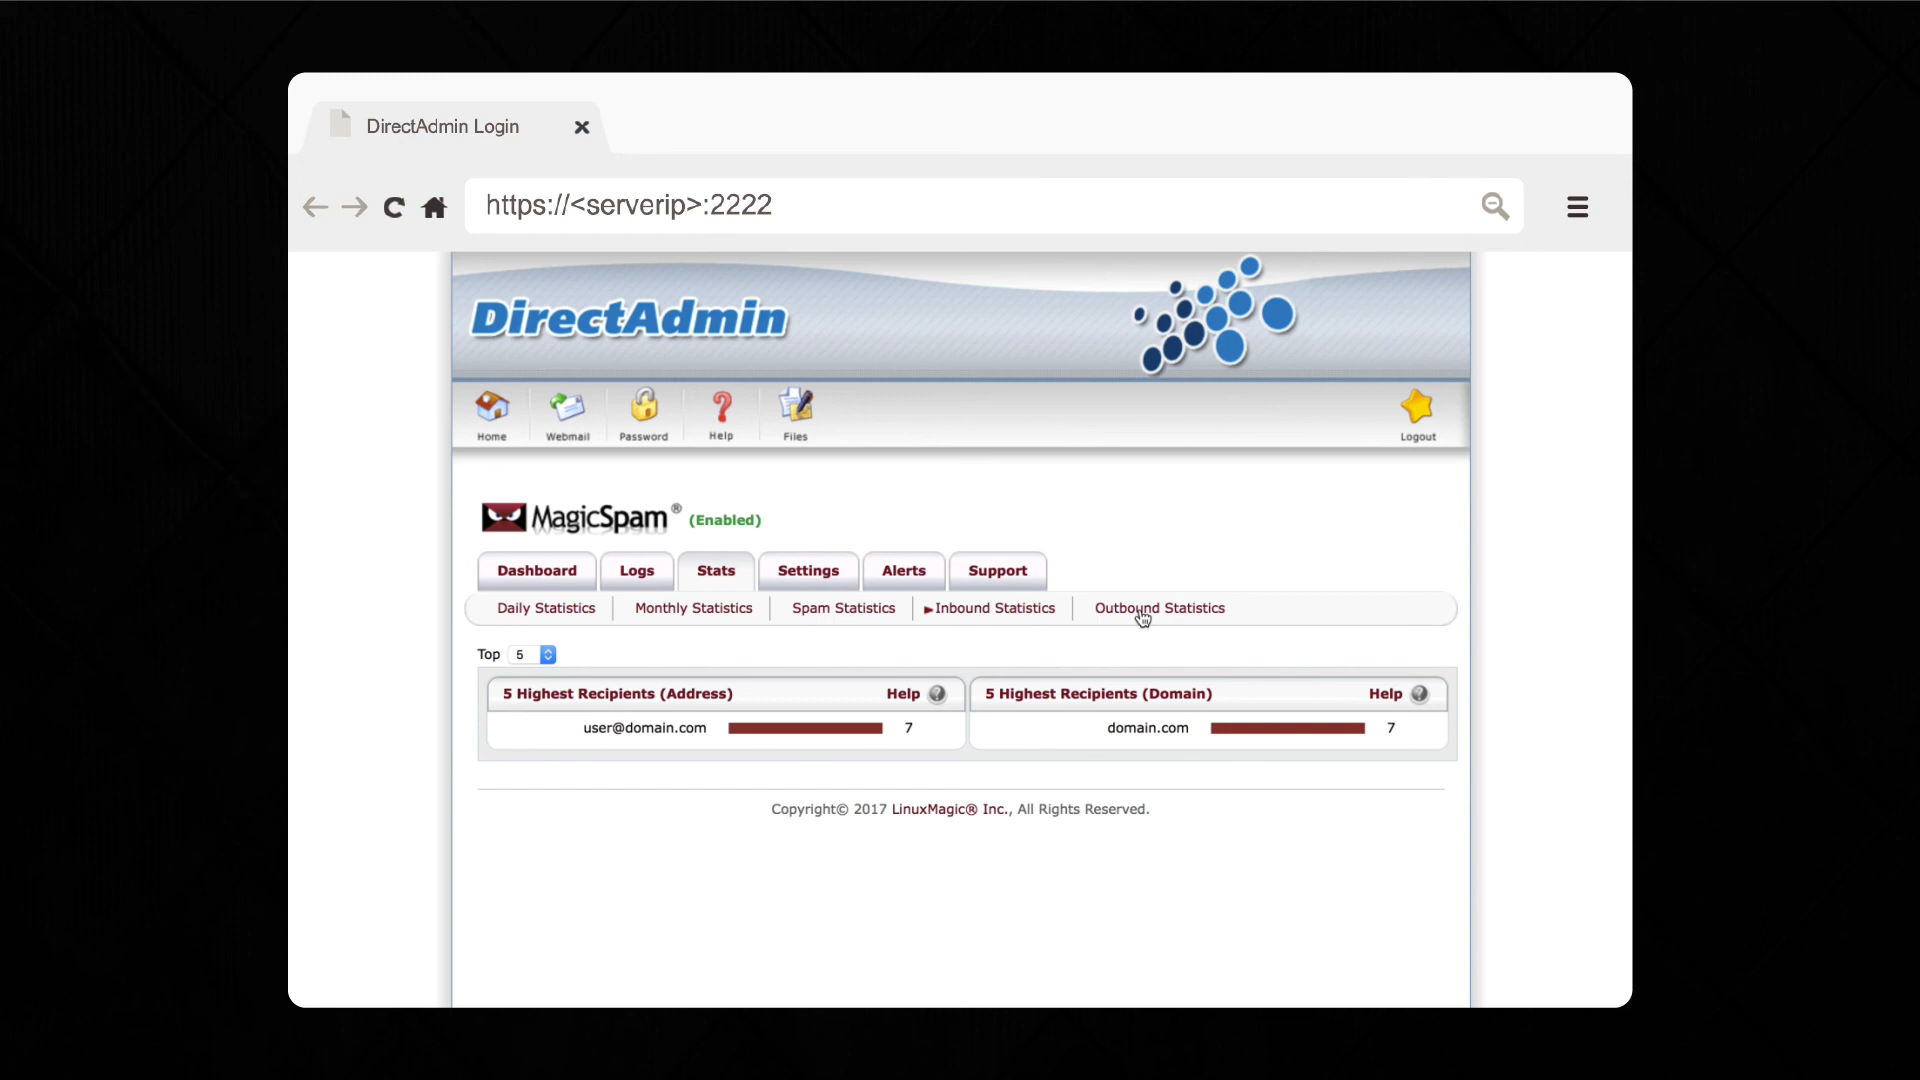 DirectAdmin Login
https://<serverip>:2222
DirectAdmin
Home Webmail Password Help Files Logout
MagicSpam® (Enabled)
Dashboard Logs Stats Settings Alerts Support
Daily Statistics Monthly Statistics Spam Statistics ►Inbound Statistics Outbound Statistics
Top 5
5 Highest Recipients (Address) Help ? 5 Highest Recipients (Domain) Help ?
user@domain.com 7 domain.com 7
Copyright© 2017 LinuxMagic® Inc., All Rights Reserved.